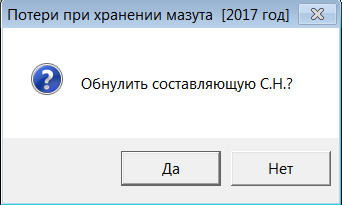 Потери при хранении мазута [2017 год]
Обнулить составляющую С.Н.?
Да
Нет